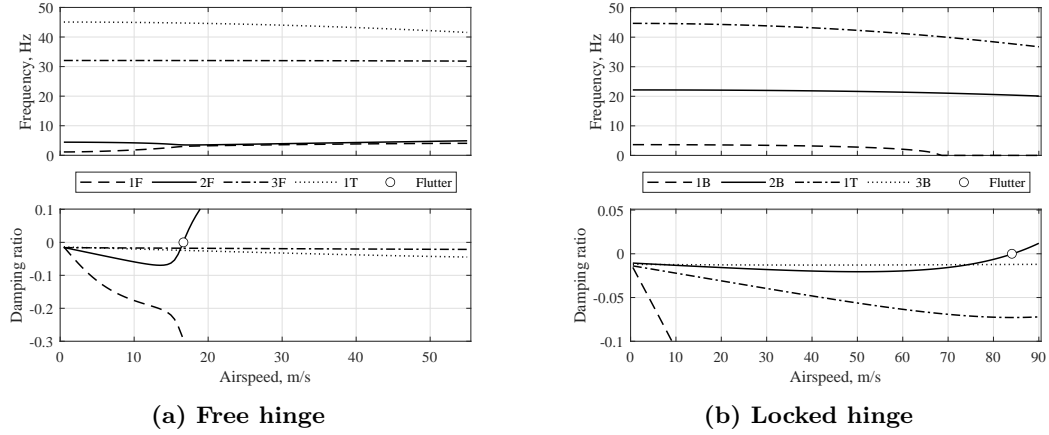 50
40
30
20
10
0
Frequency, Hz
1F 2F 3F 1T Flutter
0.1
0
-0.1
-0.2
-0.3
Damping ratio
0 10 20 30 40 50
Airspeed, m/s
(a) Free hinge
50
40
30
20
10
0
Frequency, Hz
1B 2B 1T 3B Flutter
0.05
0
-0.05
-0.1
Damping ratio
0 10 20 30 40 50 60 70 80 90
Airspeed, m/s
(b) Locked hinge